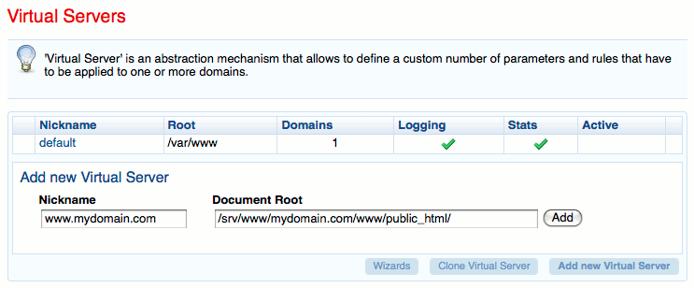 Virtual Servers
'Virtual Server' is an abstraction mechanism that allows to define a custom number of parameters and rules that have
to be applied to one or more domains.
Nickname Root Domains Logging Stats Active
default /var/www 1
Add new Virtual Server
Nickname Document Root
www.mydomain.com /srv/www/mydomain.com/www/public_html/ Add
Wizards Clone Virtual Server Add new Virtual Server